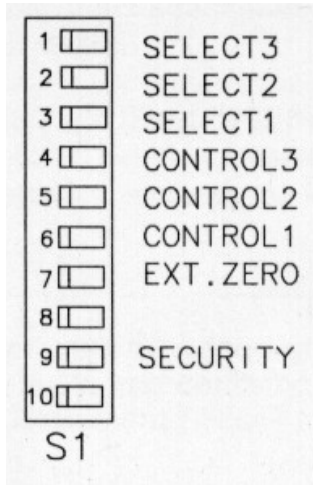 1 SELECT3
2 SELECT2
3 SELECT1
4 CONTROL3
5 CONTROL2
6 CONTROL1
7 EXT.ZERO
8
9 SECURITY
10
S1